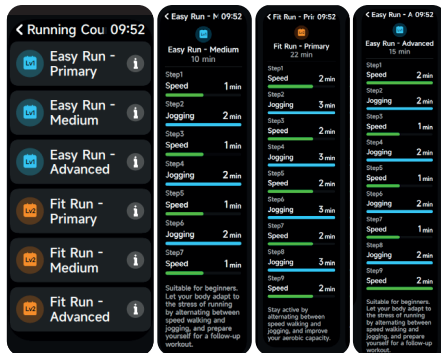 Running Cou 09:52
Lv1
Easy Run -
Primary
Lv1
Easy Run -
Medium
Lv1
Easy Run -
Advanced
Lv2
Fit Run -
Primary
Lv2
Fit Run -
Medium
Lv2
Fit Run -
Advanced
Easy Run - M 09:52
Lv1
Easy Run - Medium
10 min
Step1
Speed 1 min
Step2
Jogging 2 min
Step3
Speed 1 min
Step4
Jogging 2 min
Step5
Speed 1 min
Step6
Jogging 2 min
Step7
Speed 1 min
Suitable for beginners.
Let your body adapt to
the stress of running
by alternating between
speed walking and
jogging, and prepare
yourself for a follow-up
workout.
Fit Run - Pri 09:52
Lv2
Fit Run - Primary
22 min
Step1
Speed 2 min
Step2
Jogging 3 min
Step3
Speed 2 min
Step4
Jogging 3 min
Step5
Speed 2 min
Step6
Jogging 3 min
Step7
Speed 2 min
Step8
Jogging 3 min
Step9
Speed 2 min
Stay active by
alternating between
speed walking and
jogging, and improve
your aerobic capacity.
Easy Run - A 09:52
Lv1
Easy Run - Advanced
15 min
Step1
Speed 2 min
Step2
Jogging 2 min
Step3
Speed 1 min
Step4
Jogging 2 min
Step5
Speed 1 min
Step6
Jogging 2 min
Step7
Speed 1 min
Step8
Jogging 2 min
Step9
Speed 2 min
Suitable for beginners.
Let your body adapt to
the stress of running
by alternating between
speed walking and
jogging, and prepare
yourself for a follow-up
workout.